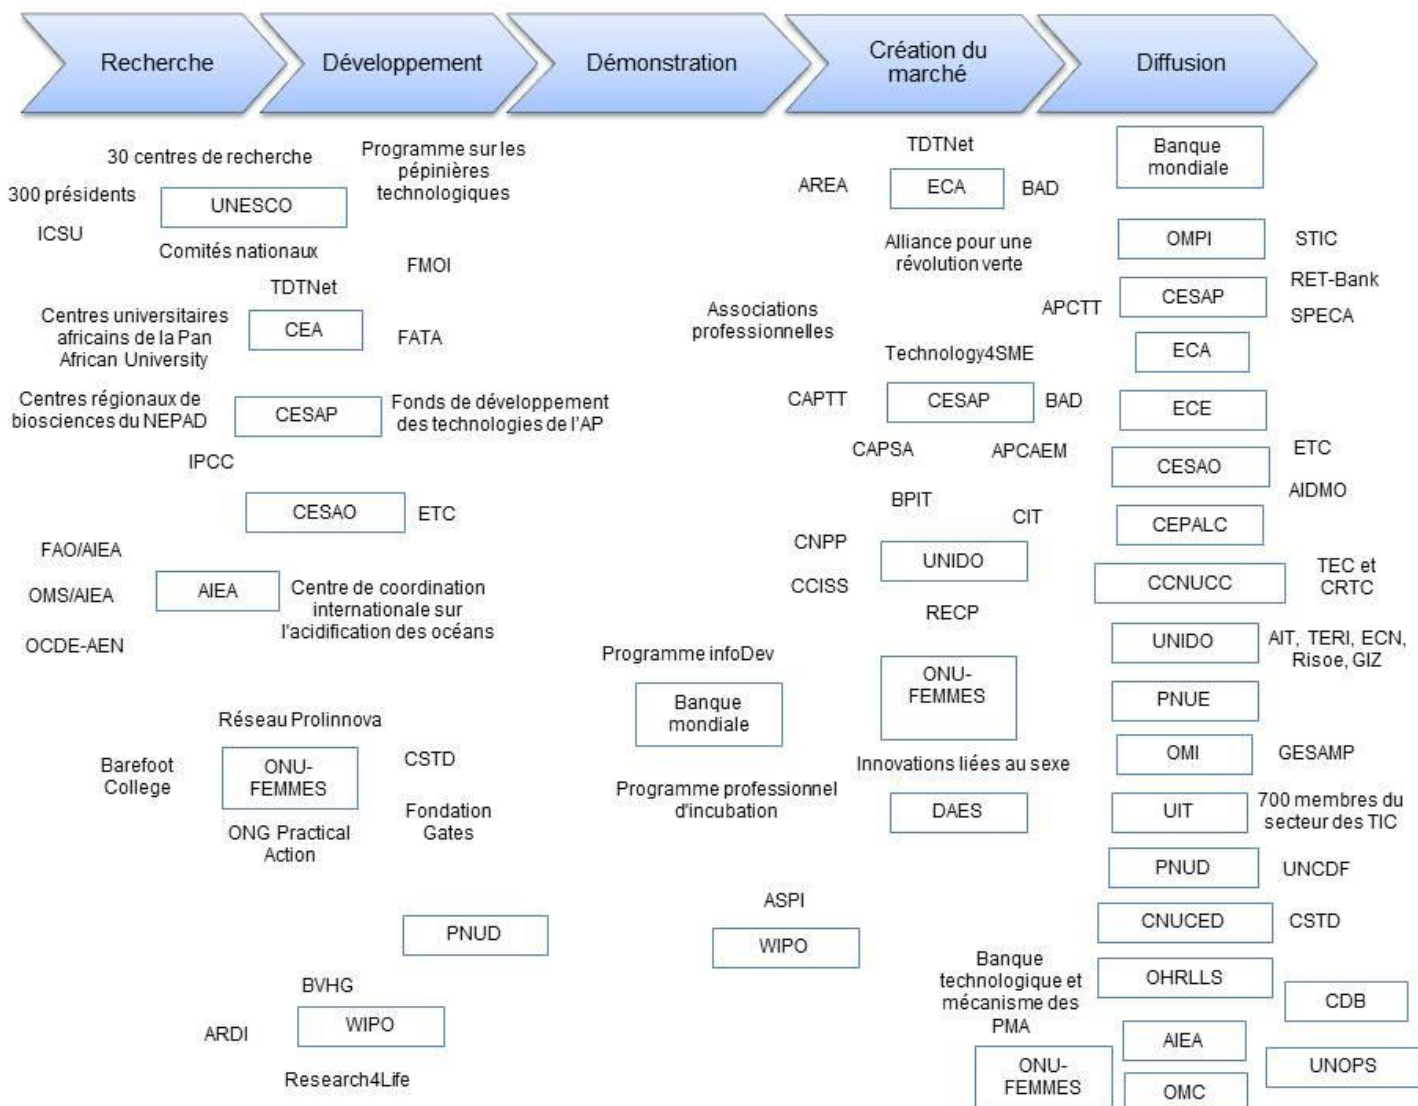 Recherche
Développement
Démonstration
Création du
marché
Diffusion
30 centres de recherche
300 présidents
UNESCO
ICSU
Comités nationaux
Programme sur les
pépinières
technologiques
FMOI
TDTNet
Centres universitaires
africains de la Pan
African University
CEA
FATA
Centres régionaux de
biosciences du NEPAD
CESAP
Fonds de développement
des technologies de l'AP
IPCC
CESAO
ETC
FAO/AIEA
OMS/AIEA
AIEA
OCDE-AEN
Centre de coordination
internationale sur
l'acidification des océans
Réseau Prolinnova
Barefoot
College
ONU-
FEMMES
CSTD
ONG Practical
Action
Fondation
Gates
PNUD
BVHG
ARDI
WIPO
Research4Life
Programme infoDev
Banque
mondiale
Programme professionnel
d'incubation
ASPI
WIPO
TDTNet
AREA
ECA
BAD
Alliance pour une
révolution verte
Associations
professionnelles
Technology4SME
CAPTT
CESAP
BAD
CAPSA
APCAEM
BPIT
CIT
CNPP
UNIDO
CCISS
RECP
ONU-
FEMMES
Innovations liées au sexe
DAES
Banque
mondiale
OMPI
STIC
APCTT
CESAP
RET-Bank
SPECA
ECA
ECE
CESAO
ETC
AIDMO
CEPALC
CCNUCC
TEC et
CRTC
UNIDO
AIT, TERI, ECN,
Risoe, GIZ
PNUE
OMI
GESAMP
UIT
700 membres du
secteur des TIC
PNUD
UNCDF
CNUCED
CSTD
Banque
technologique et
mécanisme des
PMA
OHRLLS
CDB
AIEA
ONU-
FEMMES
UNOPS
OMC